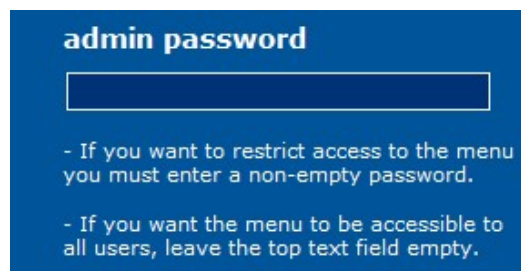 admin password
- If you want to restrict access to the menu
you must enter a non-empty password.
- If you want the menu to be accessible to
all users, leave the top text field empty.